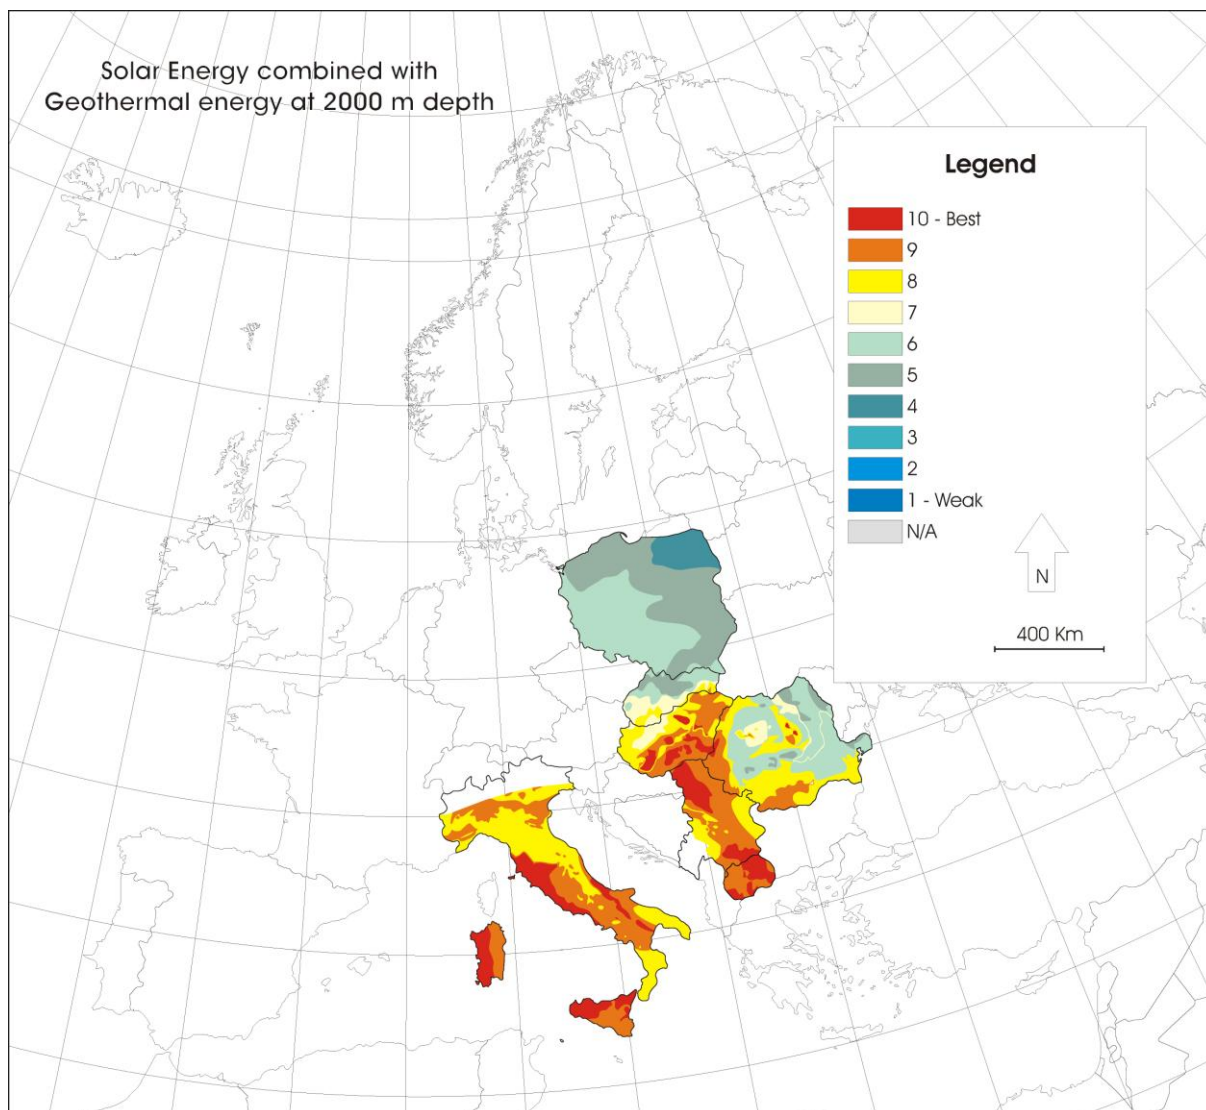 Solar Energy combined with
Geothermal energy at 2000 m depth
Legend
10 - Best
9
8
7
6
5
4
3
2
1 - Weak
N/A
N
400 Km